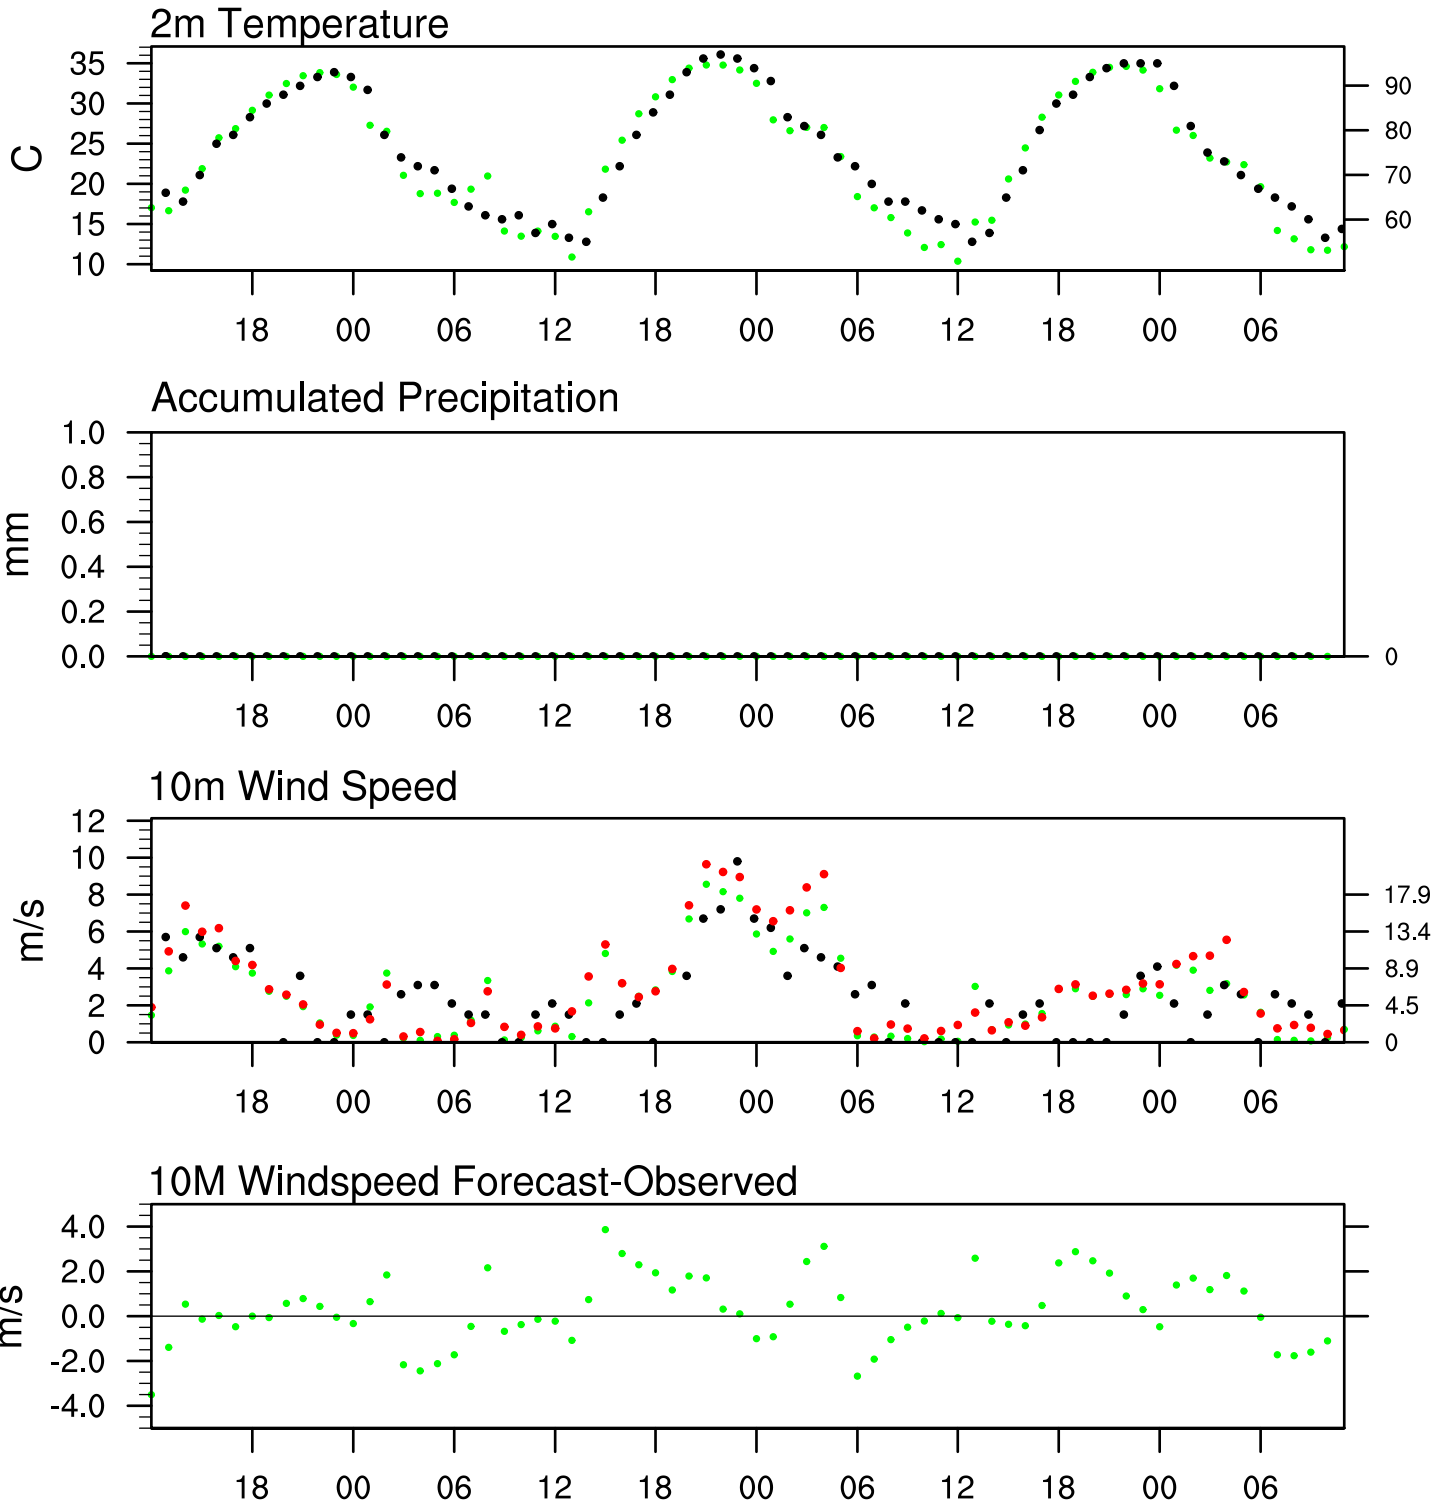 2m Temperature
35
30
25
20
15
10
C
90
80
70
60
18 00 06 12 18 00 06 12 18 00 06
Accumulated Precipitation
1.0
0.8
0.6
0.4
0.2
0.0
mm
0
18 00 06 12 18 00 06 12 18 00 06
10m Wind Speed
12
10
8
6
4
2
0
m/s
17.9
13.4
8.9
4.5
0
18 00 06 12 18 00 06 12 18 00 06
10M Windspeed Forecast-Observed
4.0
2.0
0.0
-2.0
-4.0
m/s
18 00 06 12 18 00 06 12 18 00 06